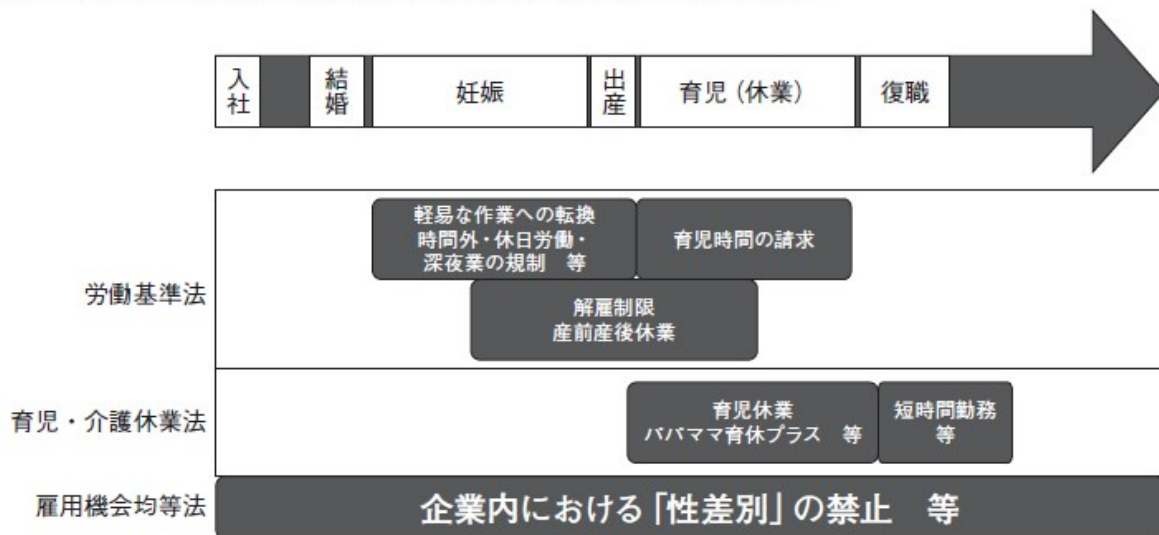 入社
結婚
妊娠
出産
育児（休業）
復職
労働基準法
軽易な作業への転換
時間外・休日労働・
深夜業の規制　等
育児時間の請求
解雇制限
産前産後休業
育児・介護休業法
育児休業
パパママ育休プラス　等
短時間勤務
等
雇用機会均等法
企業内における「性差別」の禁止　等